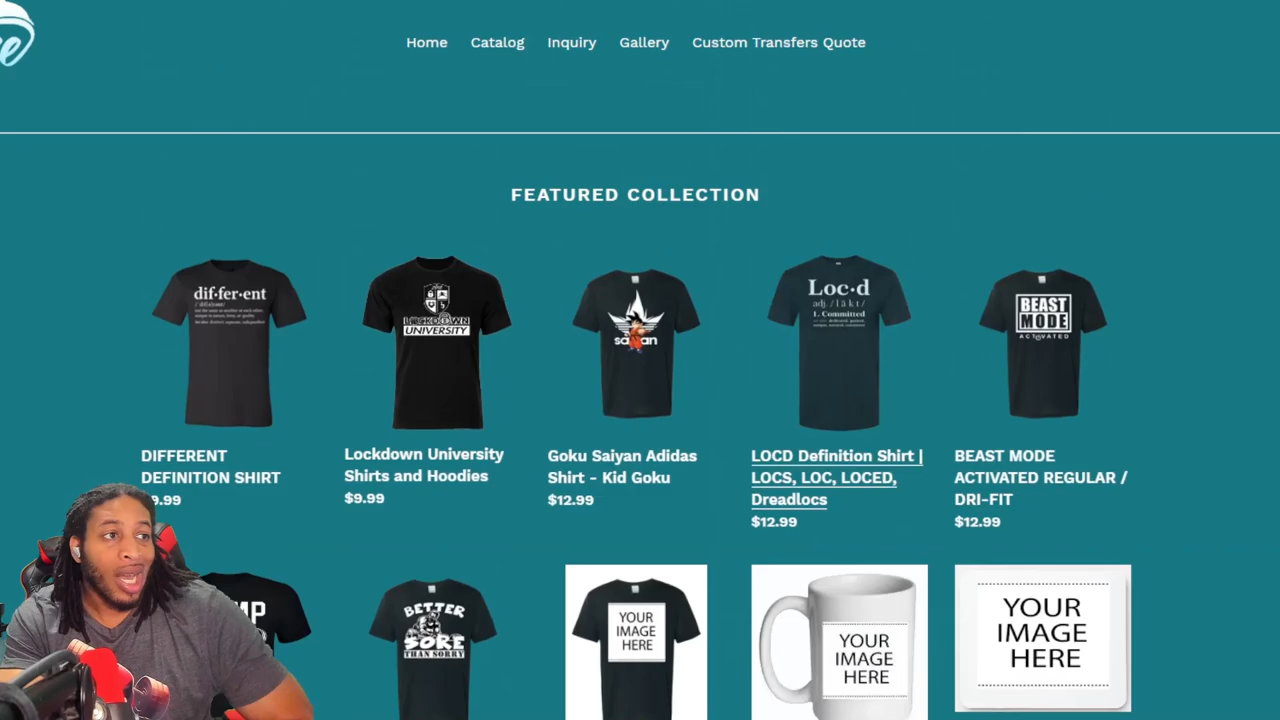 Home Catalog Inquiry Gallery Custom Transfers Quote
FEATURED COLLECTION
dif·fer·ent
LOCKDOWN
UNIVERSITY
Loc·d
adj. / l ä k t /
1. Committed
BEAST
MODE
ACTIVATED
DIFFERENT
DEFINITION SHIRT
9.99
Lockdown University
Shirts and Hoodies
$9.99
Goku Saiyan Adidas
Shirt - Kid Goku
$12.99
LOCD Definition Shirt |
LOCS, LOC, LOCED,
Dreadlocs
$12.99
BEAST MODE
ACTIVATED REGULAR /
DRI-FIT
$12.99
BETTER
SORE
THAN SORRY
YOUR
IMAGE
HERE
YOUR
IMAGE
HERE
YOUR
IMAGE
HERE